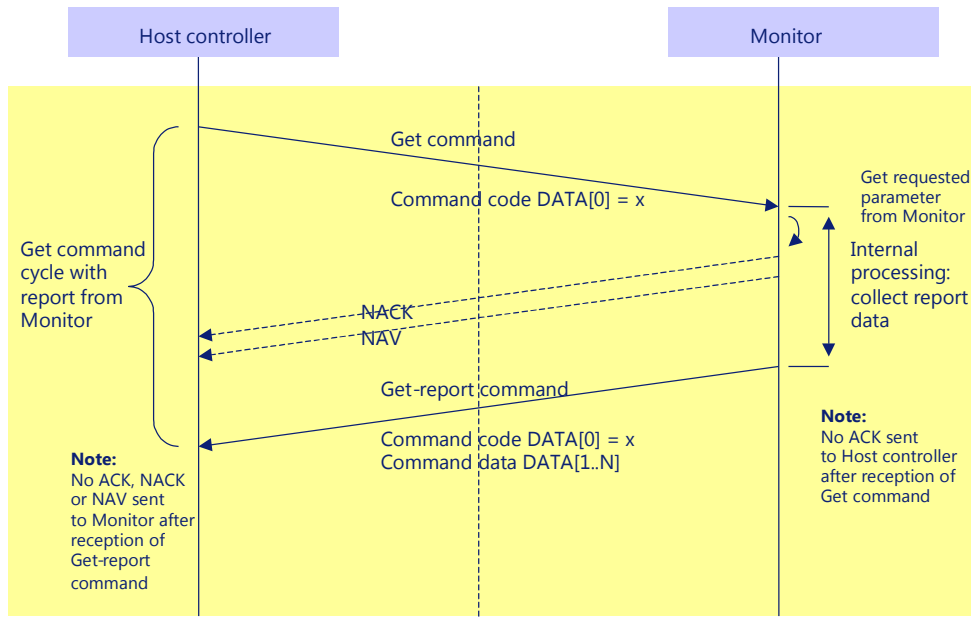 Host controller
Monitor
Get command
Command code DATA[0] = x
Get requested
parameter
from Monitor
Get command
cycle with
report from
Monitor
Internal
processing:
collect report
data
NACK
NAV
Get-report command
Command code DATA[0] = x
Command data DATA[1..N]
Note:
No ACK sent
to Host controller
after reception of
Get command
Note:
No ACK, NACK
or NAV sent
to Monitor after
reception of
Get-report
command